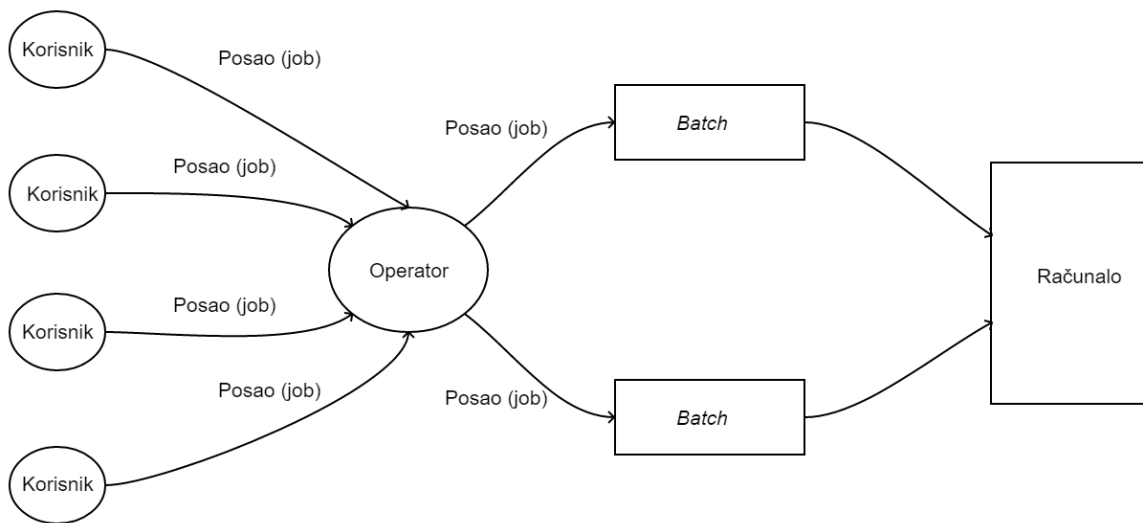 Korisnik
Posao (job)
Korisnik
Posao (job)
Korisnik
Posao (job)
Korisnik
Posao (job)
Operator
Posao (job)
Batch
Posao (job)
Batch
Računalo